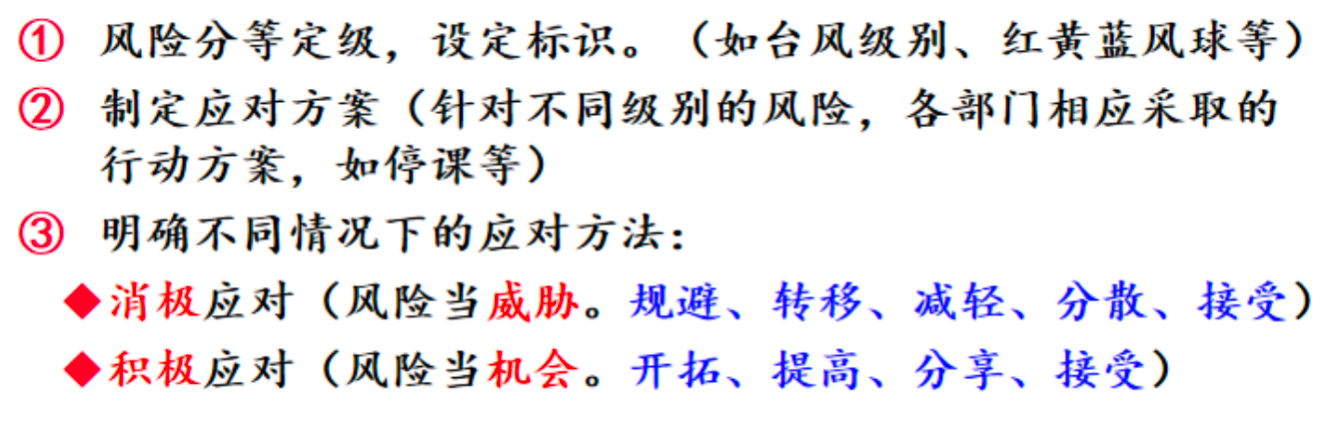 ① 风险分等定级，设定标识。（如台风级别、红黄蓝风球等）
② 制定应对方案（针对不同级别的风险，各部门相应采取的
行动方案，如停课等）
③ 明确不同情况下的应对方法：
◆消极应对（风险当威胁。规避、转移、减轻、分散、接受）
◆积极应对（风险当机会。开拓、提高、分享、接受）